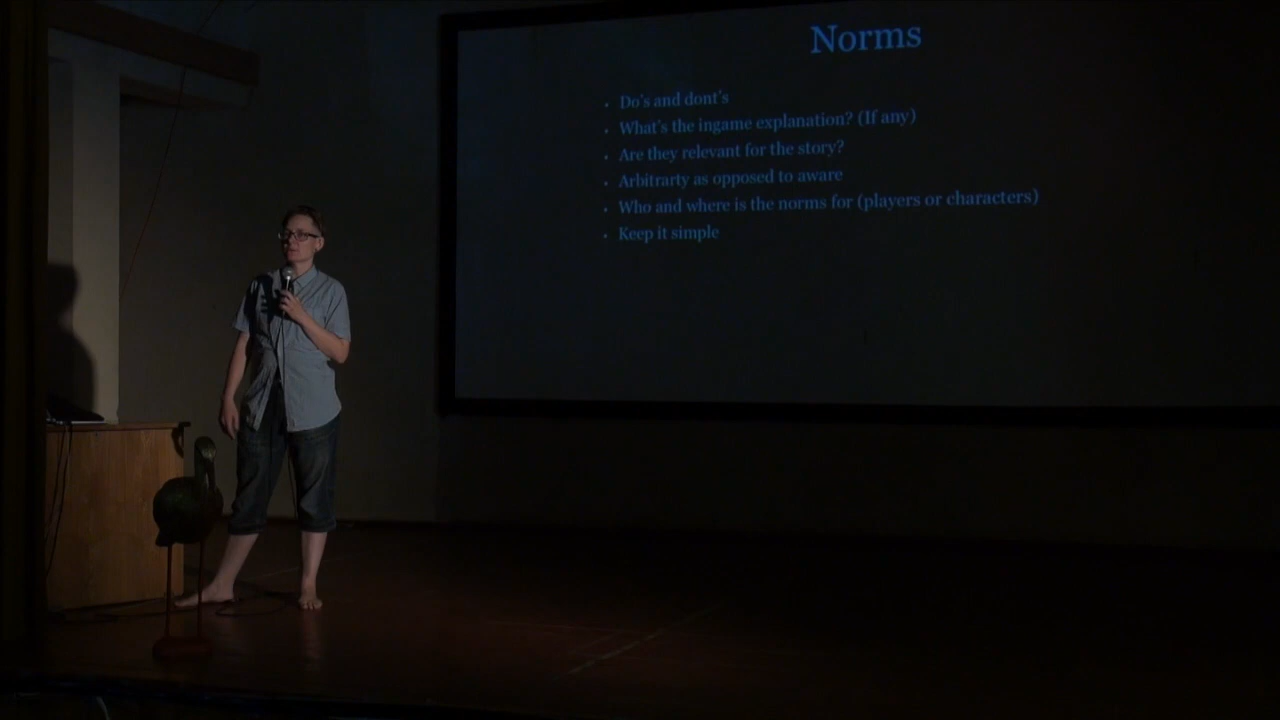 Norms
• Do's and dont's
• What's the ingame explanation? (If any)
• Are they relevant for the story?
• Arbitrarty as opposed to aware
• Who and where is the norms for (players or characters)
• Keep it simple